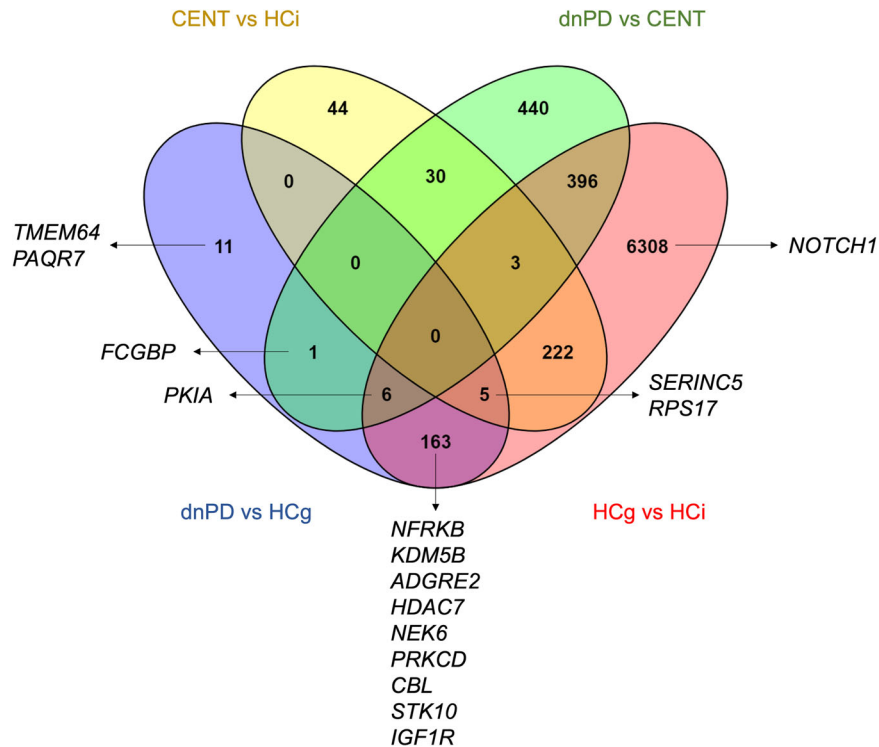 CENT vs HCi
dnPD vs CENT
44
440
0
30
396
TMEM64
PAQR7
11
0
3
6308
NOTCH1
FCGBP
1
0
222
PKIA
6
5
SERINC5
RPS17
163
dnPD vs HCg
HCg vs HCi
NFRKB
KDM5B
ADGRE2
HDAC7
NEK6
PRKCD
CBL
STK10
IGF1R